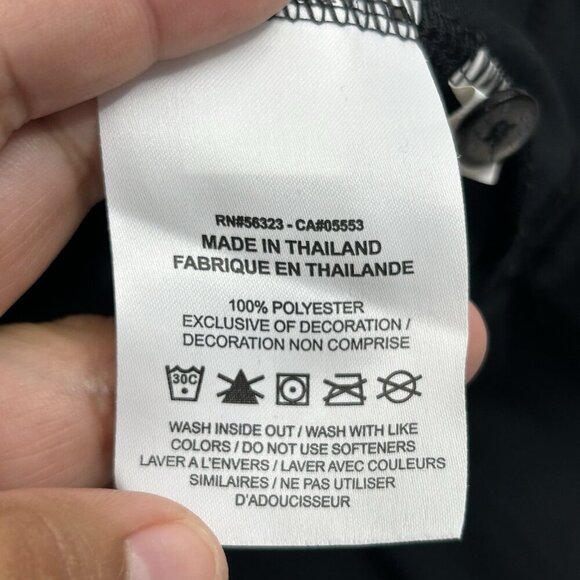 RN#56323 - CA#05553
MADE IN THAILAND
FABRIQUE EN THAILANDE
100% POLYESTER
EXCLUSIVE OF DECORATION /
DECORATION NON COMPRISE
30C
WASH INSIDE OUT / WASH WITH LIKE
COLORS / DO NOT USE SOFTENERS
LAVER A L'ENVERS / LAVER AVEC COULEURS
SIMILAIRES / NE PAS UTILISER
D'ADOUCISSEUR